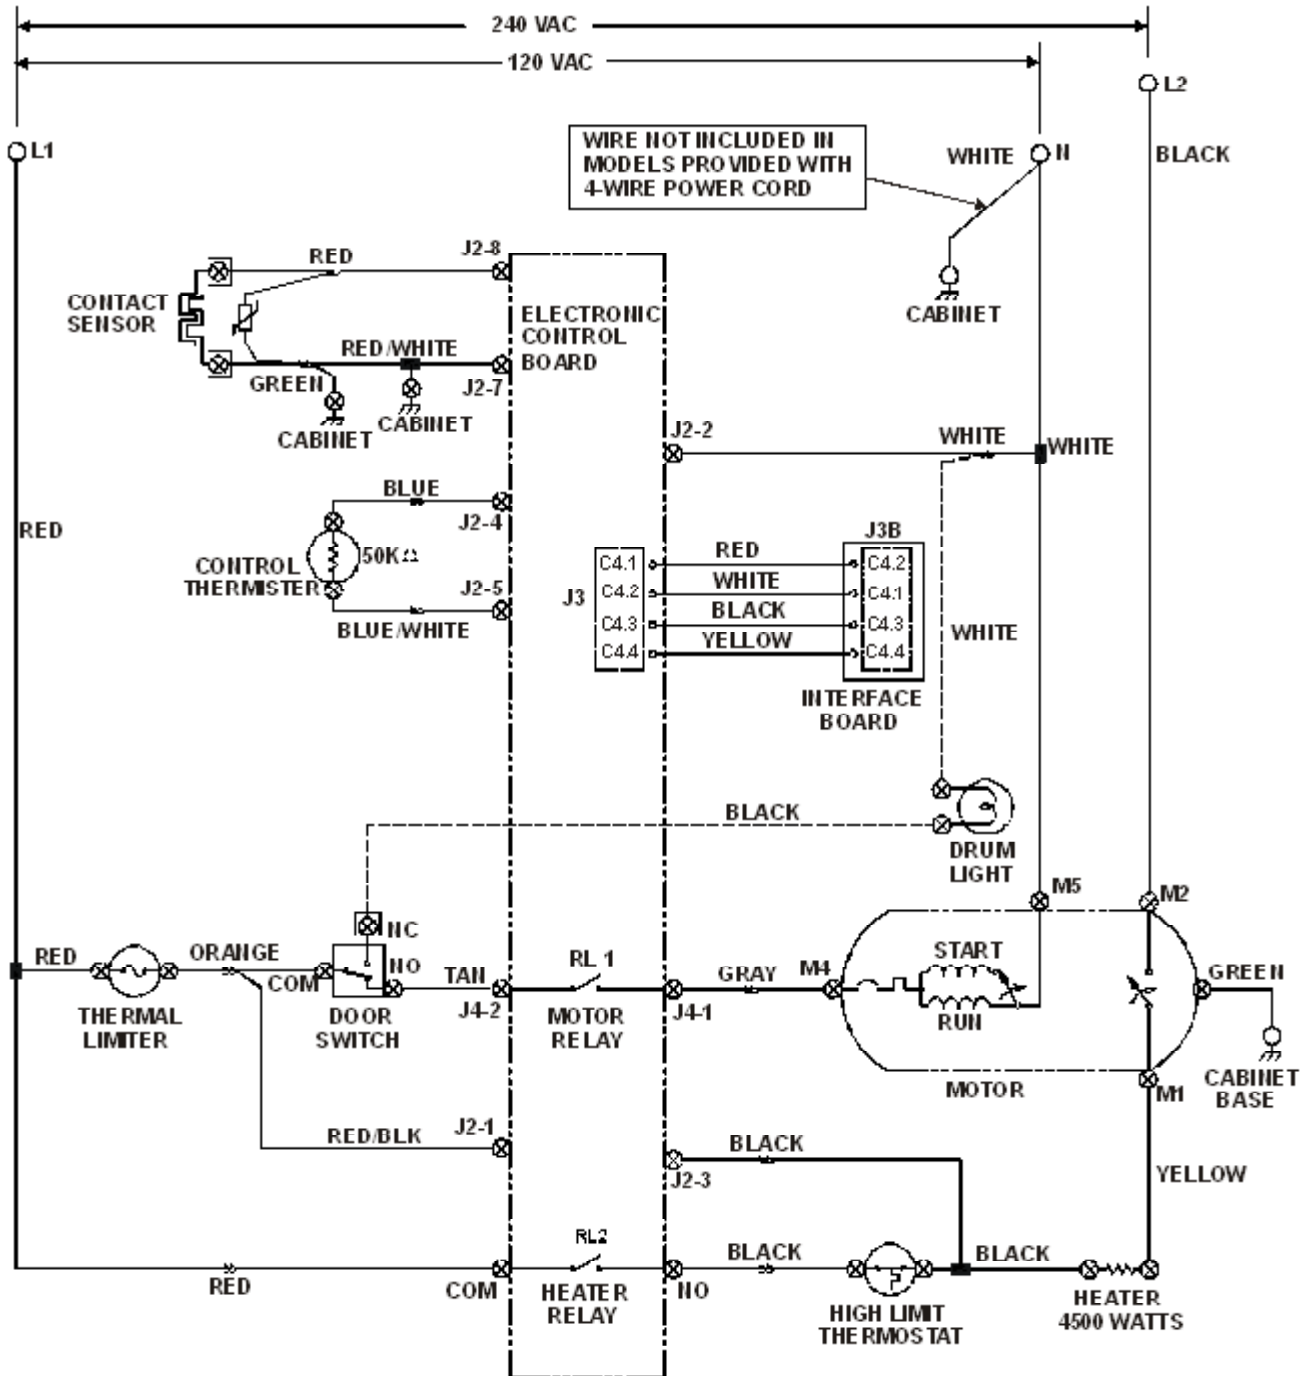 240 VAC
120 VAC
L2
L1
WIRE NOT INCLUDED IN
MODELS PROVIDED WITH
4-WIRE POWER CORD
WHITE
N
BLACK
J2-8
RED
CONTACT
SENSOR
ELECTRONIC
CONTROL
BOARD
CABINET
RED/WHITE
GREEN
J2-7
CABINET
CABINET
J2-2
WHITE
WHITE
BLUE
J2-4
RED
CONTROL
THERMISTER
50KΩ
J2-5
BLUE/WHITE
J3B
J3
C4.1
RED
C4.2
C4.2
WHITE
C4.1
C4.3
BLACK
C4.3
C4.4
YELLOW
C4.4
WHITE
INTERFACE
BOARD
BLACK
DRUM
LIGHT
M5
M2
NC
RED
ORANGE
COM
NO
TAN
RL 1
GRAY
M4
START
RUN
GREEN
THERMAL
LIMITER
DOOR
SWITCH
J4-2
MOTOR
RELAY
J4-1
MOTOR
M1
CABINET
BASE
RED/BLK
J2-1
BLACK
J2-3
YELLOW
RL2
RED
COM
HEATER
RELAY
NO
BLACK
BLACK
HIGH LIMIT
THERMOSTAT
HEATER
4500 WATTS